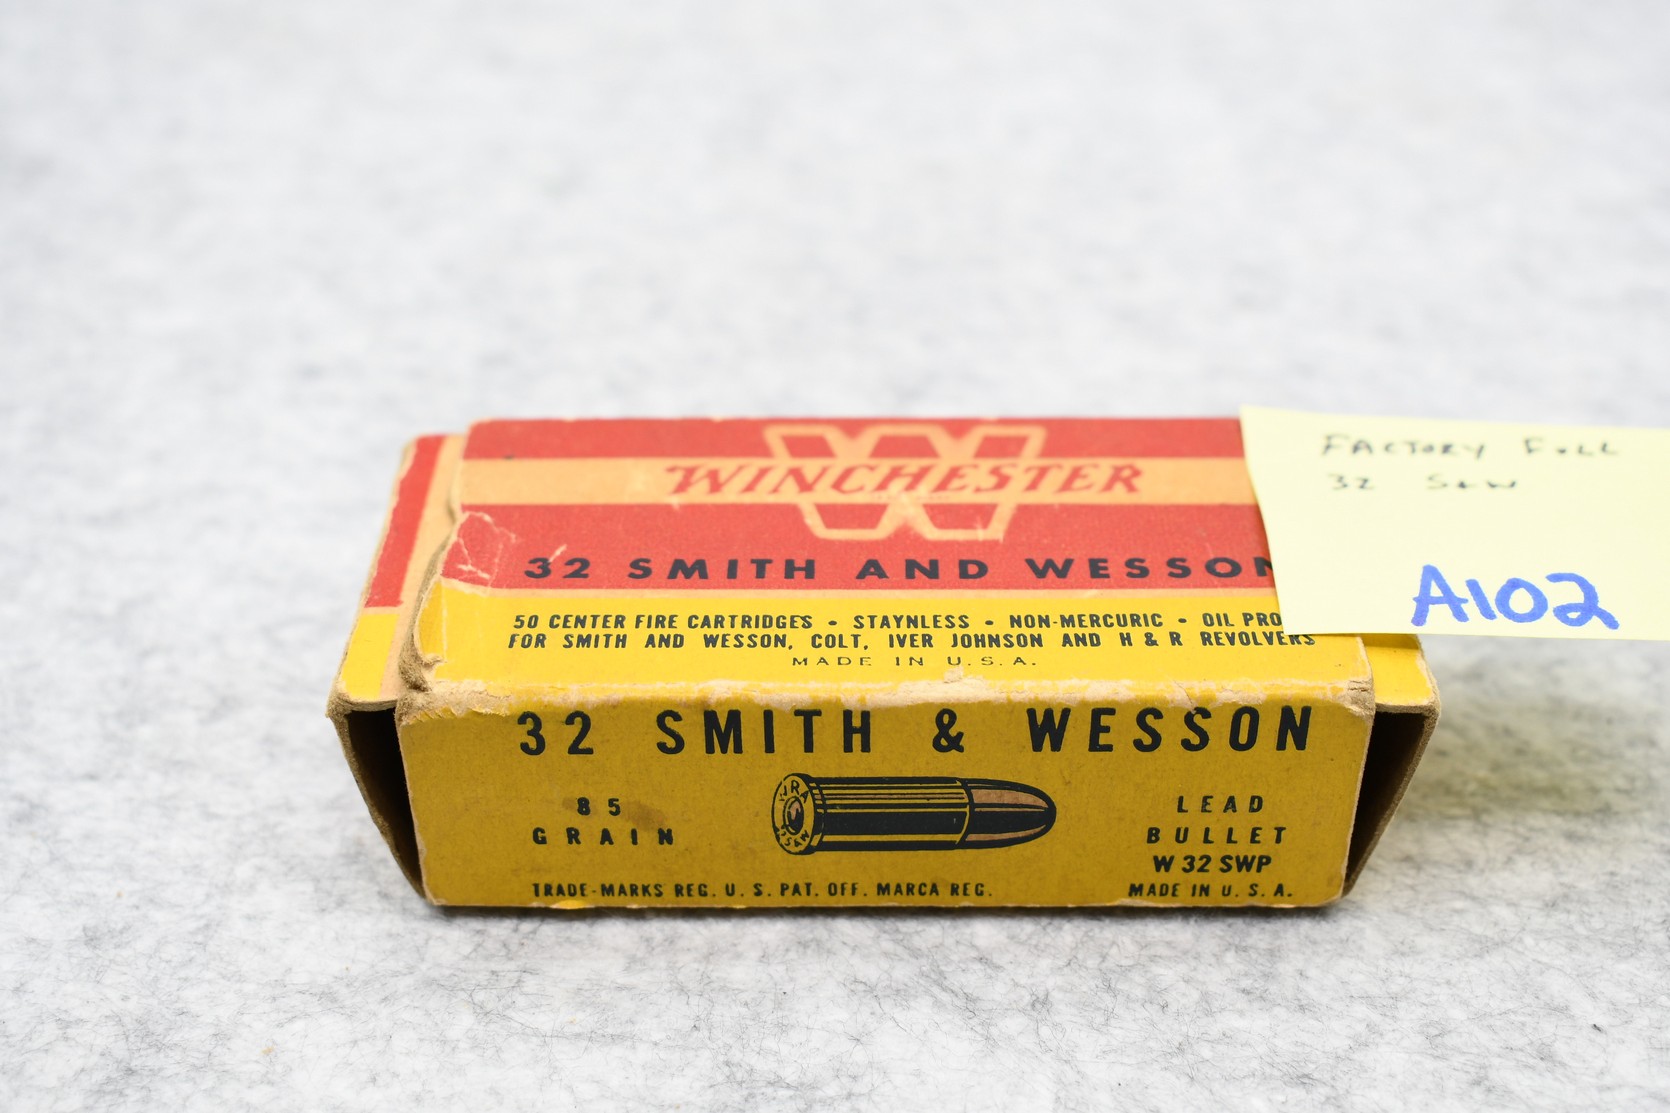 WINCHESTER
32 SMITH AND WESSON
50 CENTER FIRE CARTRIDGES • STAYNLESS • NON-MERCURIC • OIL PRO
FOR SMITH AND WESSON, COLT, IVER JOHNSON AND H & R REVOLVERS
MADE IN U.S.A.
32 SMITH & WESSON
85
GRAIN
WRA
32 S&W
LEAD
BULLET
W 32 SWP
TRADE-MARKS REG. U. S. PAT. OFF. MARCA REG.
MADE IN U. S. A.
FACTORY FULL
32 S&W
A102